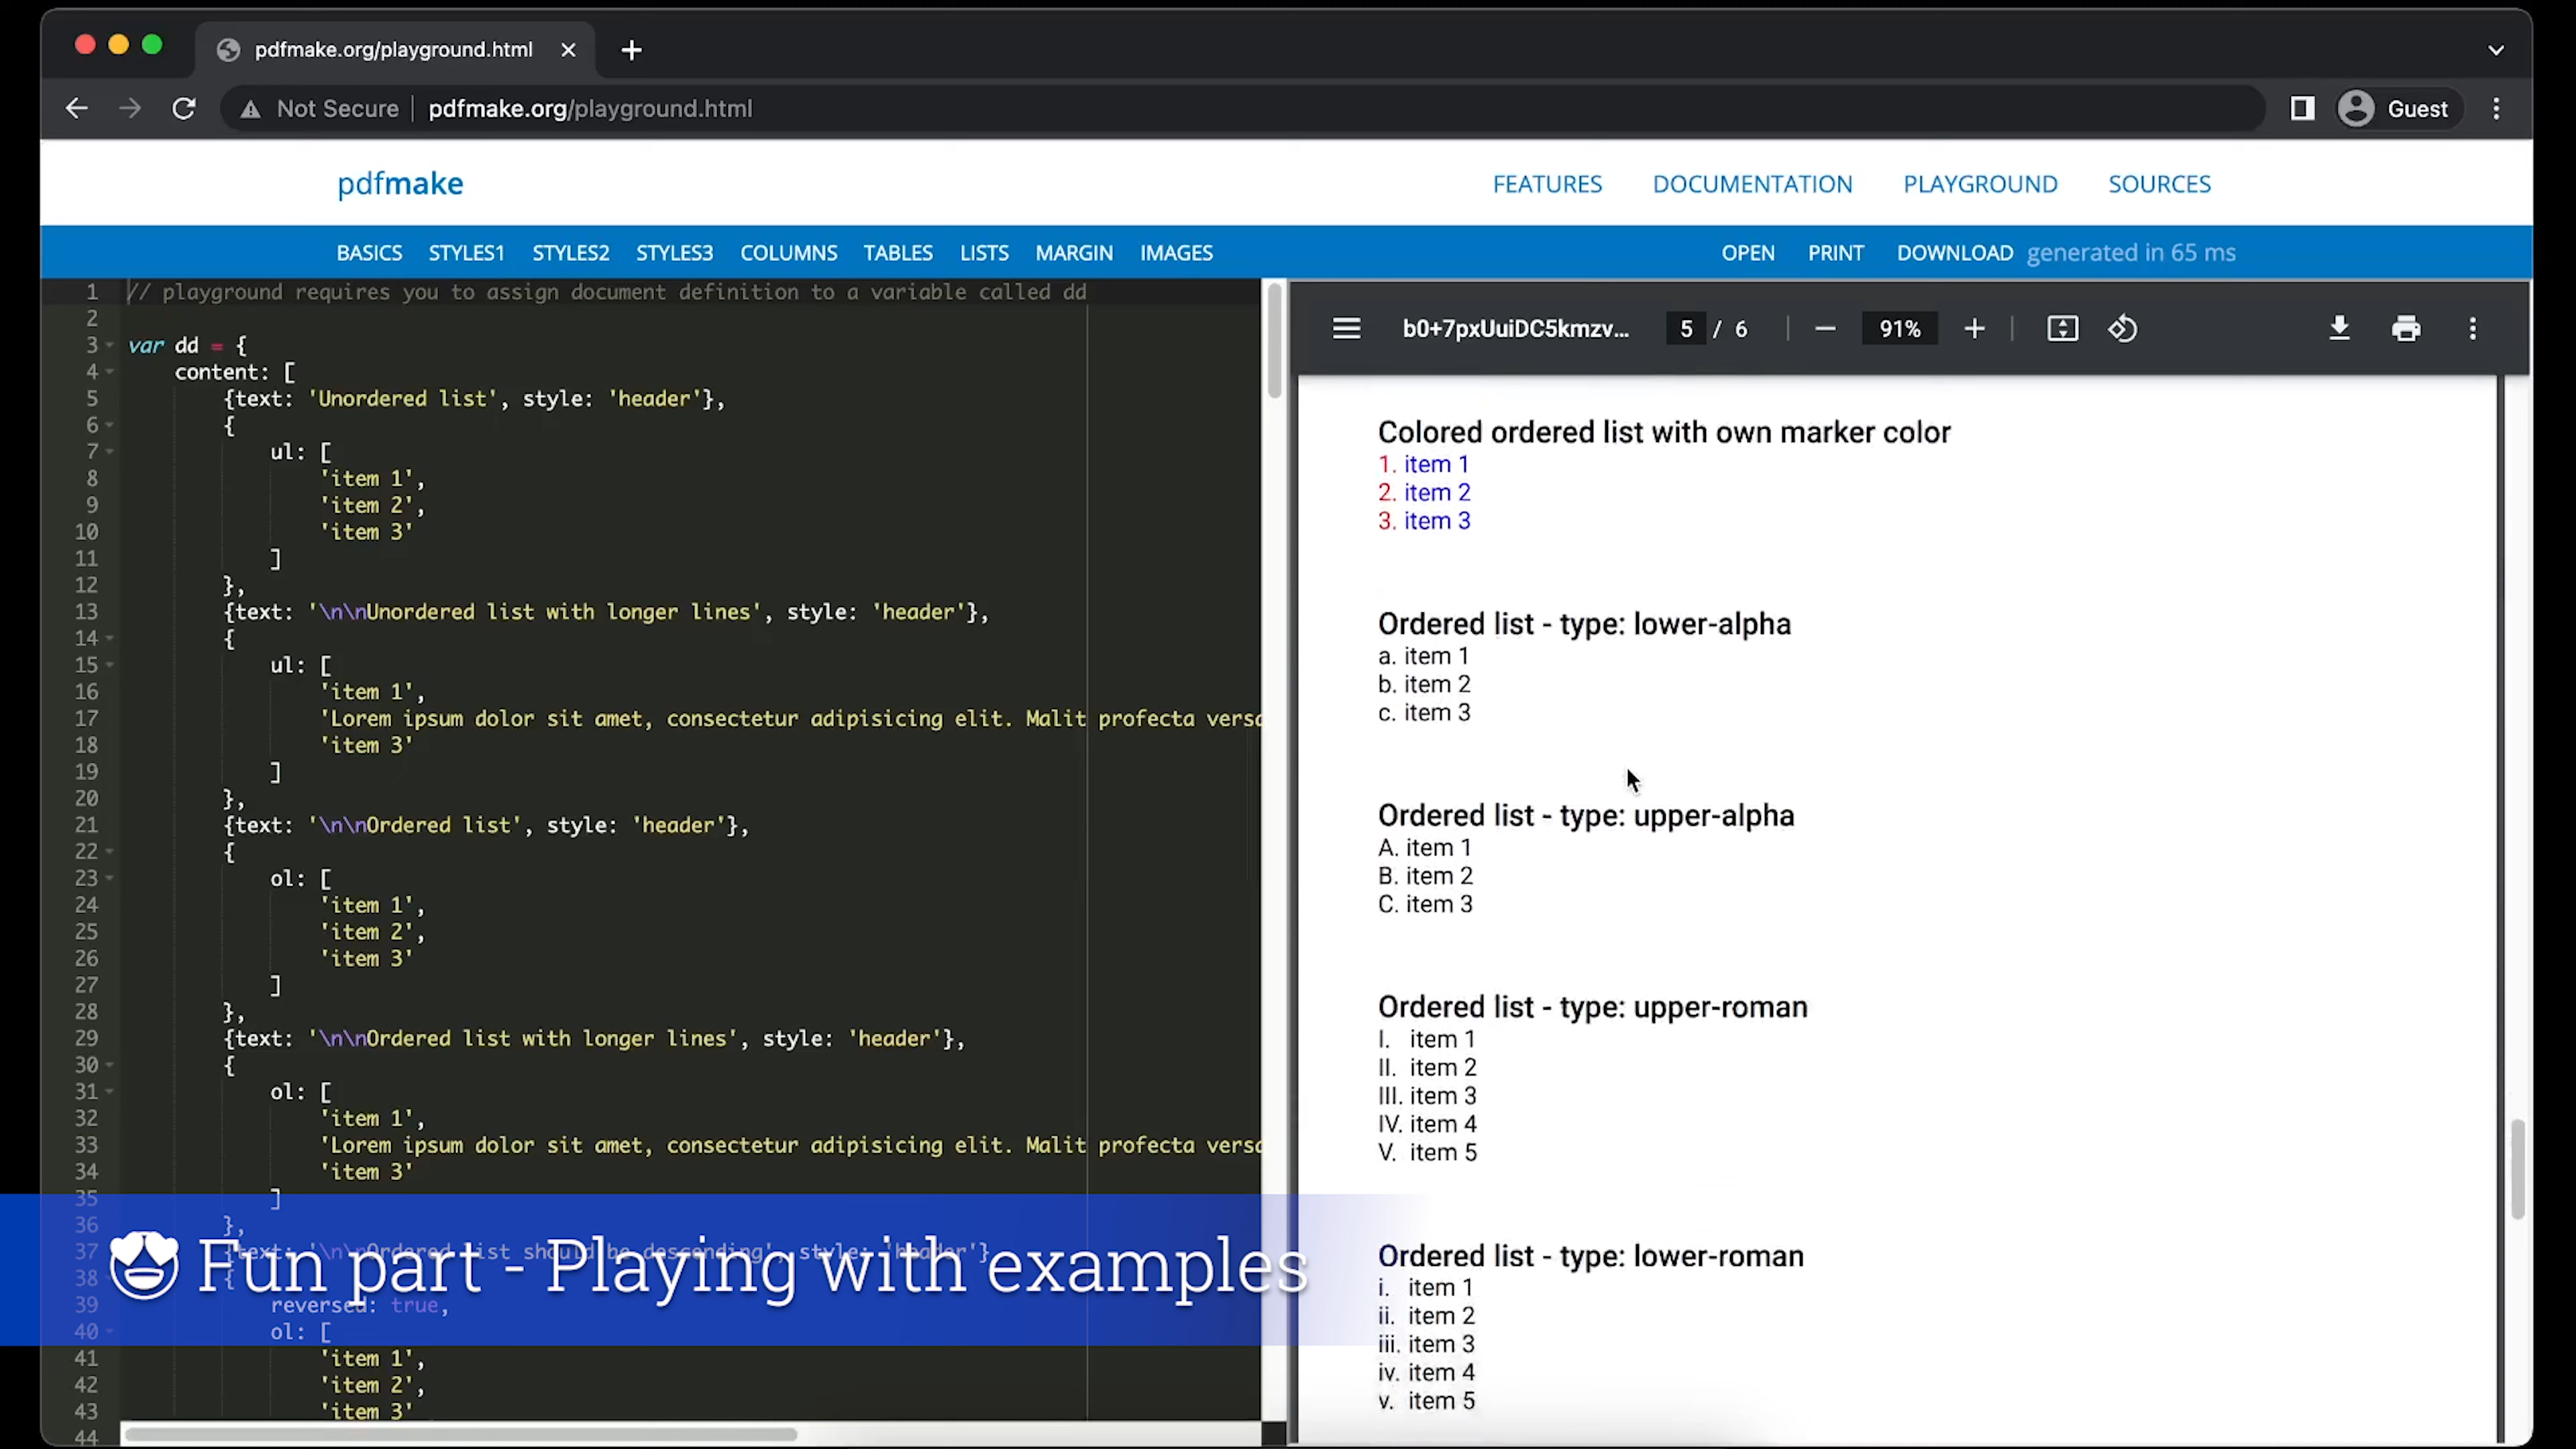 pdfmake.org/playground.html
Not Secure | pdfmake.org/playground.html
Guest
pdfmake
FEATURES DOCUMENTATION PLAYGROUND SOURCES
BASICS STYLES1 STYLES2 STYLES3 COLUMNS TABLES LISTS MARGIN IMAGES
OPEN PRINT DOWNLOAD generated in 65 ms
1 // playground requires you to assign document definition to a variable called dd
2
3 var dd = {
4 content: [
5 {text: 'Unordered list', style: 'header'},
6 {
7 ul: [
8 'item 1',
9 'item 2',
10 'item 3'
11 ]
12 },
13 {text: '\n\nUnordered list with longer lines', style: 'header'},
14 {
15 ul: [
16 'item 1',
17 'Lorem ipsum dolor sit amet, consectetur adipisicing elit. Malit profecta versa
18 'item 3'
19 ]
20 },
21 {text: '\n\nOrdered list', style: 'header'},
22 {
23 ol: [
24 'item 1',
25 'item 2',
26 'item 3'
27 ]
28 },
29 {text: '\n\nOrdered list with longer lines', style: 'header'},
30 {
31 ol: [
32 'item 1',
33 'Lorem ipsum dolor sit amet, consectetur adipisicing elit. Malit profecta versa
34 'item 3'
35 ]
36 },
37 {text: '\n\nOrdered list should be descending', style: 'header'},
38 {
39 reversed: true,
40 ol: [
41 'item 1',
42 'item 2',
43 'item 3'
44
Fun part - Playing with examples
b0+7pxUuiDC5kmzv... 5 / 6 91%
Colored ordered list with own marker color
1. item 1
2. item 2
3. item 3
Ordered list - type: lower-alpha
a. item 1
b. item 2
c. item 3
Ordered list - type: upper-alpha
A. item 1
B. item 2
C. item 3
Ordered list - type: upper-roman
I. item 1
II. item 2
III. item 3
IV. item 4
V. item 5
Ordered list - type: lower-roman
i. item 1
ii. item 2
iii. item 3
iv. item 4
v. item 5